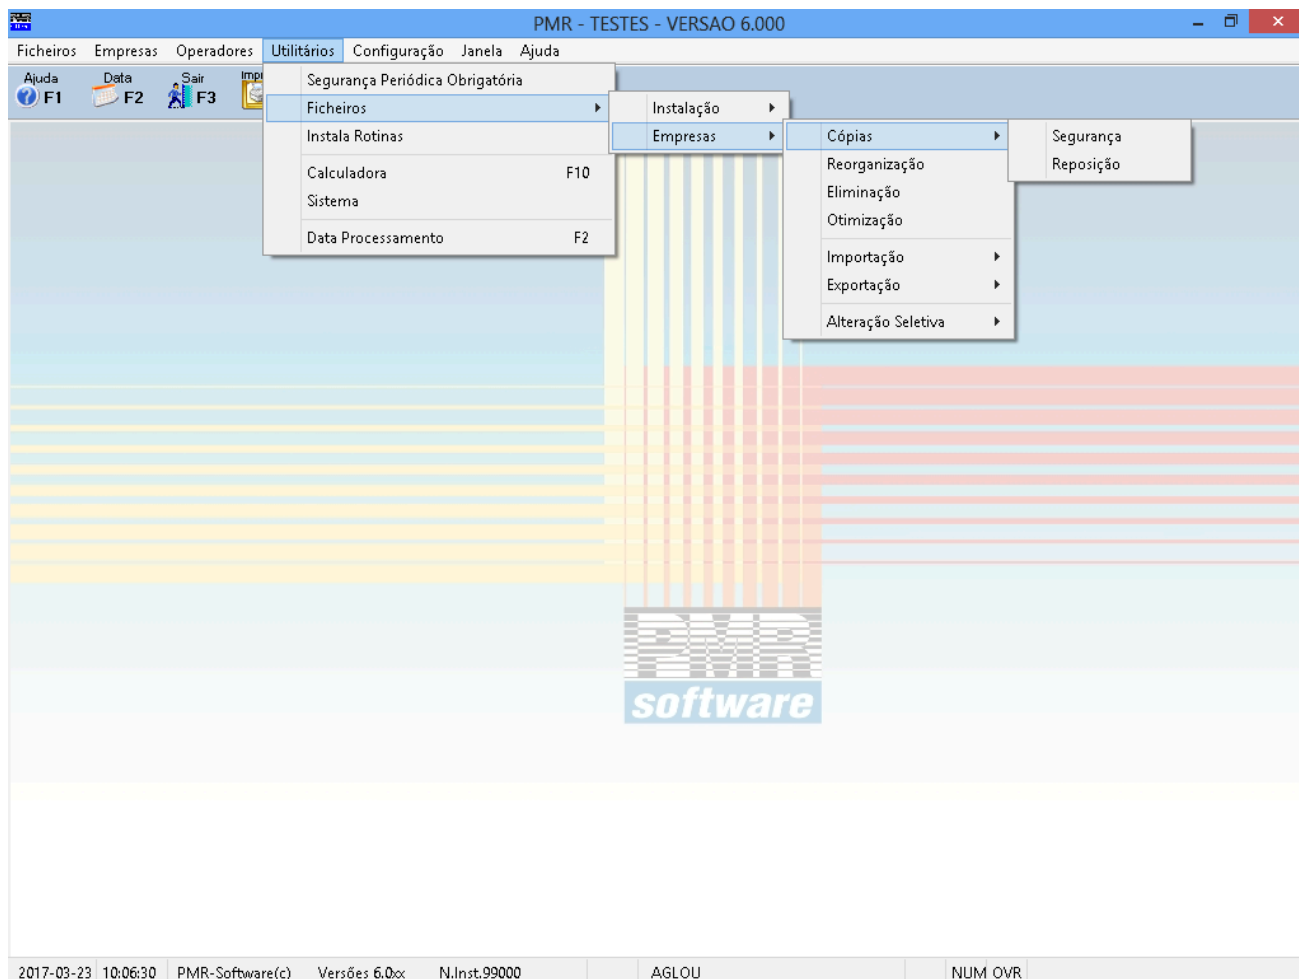 PMR - TESTES - VERSAO 6.000
Ficheiros Empresas Operadores Utilitários Configuração Janela Ajuda
Ajuda F1 Data F2 Sair F3
Segurança Periódica Obrigatória
Ficheiros
Instala Rotinas
Calculadora F10
Sistema
Data Processamento F2
Instalação
Empresas
Cópias
Reorganização
Eliminação
Otimização
Importação
Exportação
Alteração Seletiva
Segurança
Reposição
PMR
software
2017-03-23 10:06:30 PMR-Software(c) Versões 6.0xx N.Inst.99000 AGLOU NUM OVR